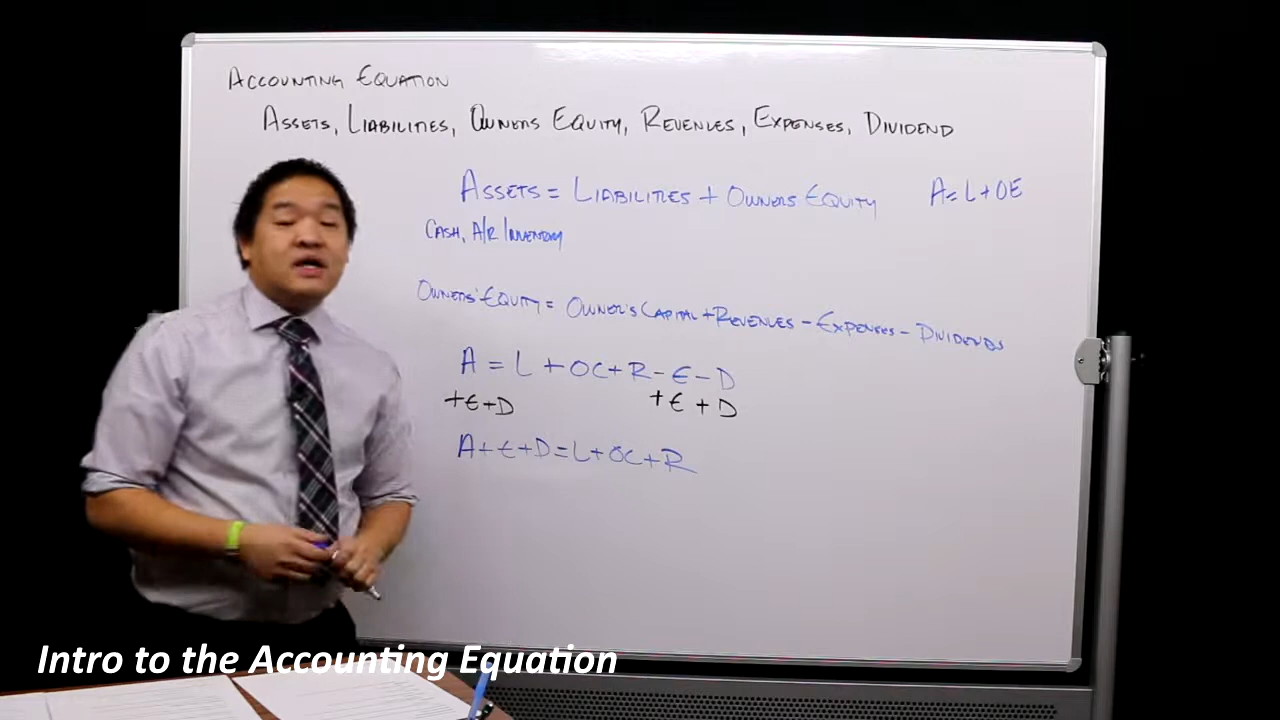 ACCOUNTING EQUATION
ASSETS, LIABILITIES, OWNERS EQUITY, REVENUES, EXPENSES, DIVIDEND
ASSETS = LIABILITIES + OWNERS EQUITY A= L + OE
CASH, A/R INVENTORY
OWNERS' EQUITY = OWNER'S CAPITAL + REVENUES - EXPENSES - DIVIDENDS
A = L + OC + R - E - D
+E+D +E + D
A + E + D = L + OC + R
Intro to the Accounting Equation